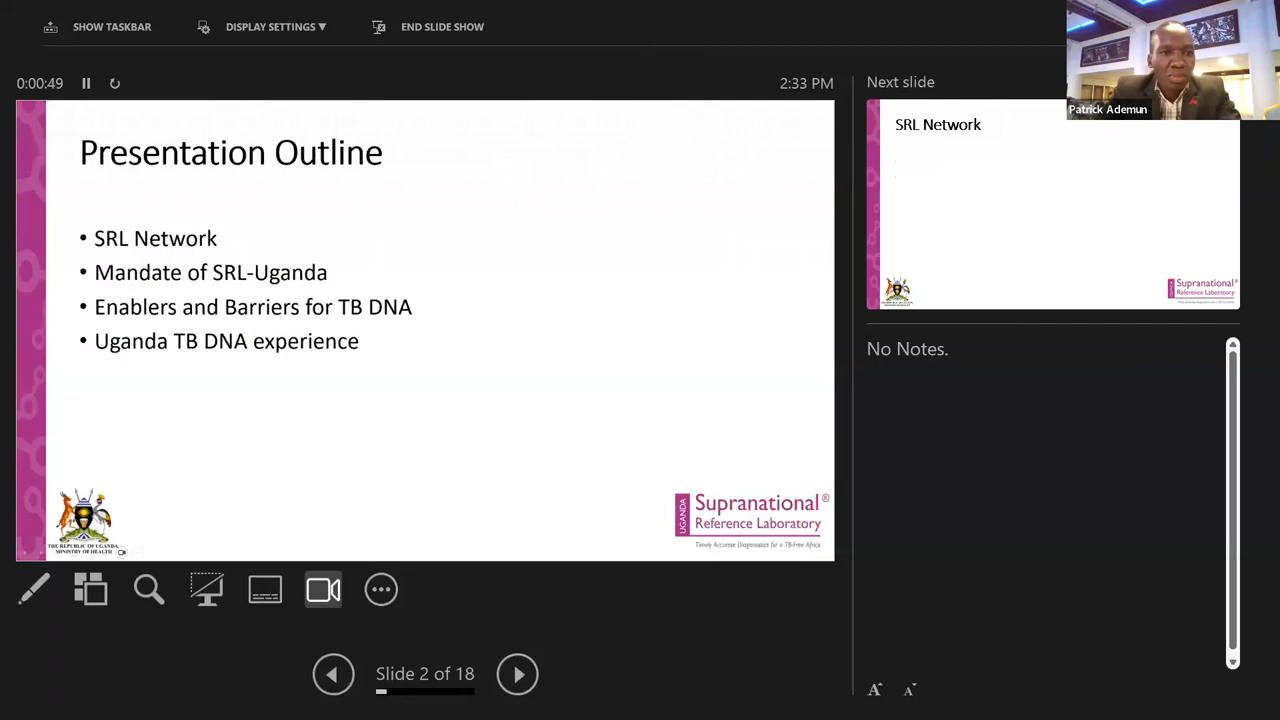 SHOW TASKBAR
DISPLAY SETTINGS ▼
END SLIDE SHOW
0:00:49
2:33 PM
Next slide
Patrick Ademun
Presentation Outline
• SRL Network
• Mandate of SRL-Uganda
• Enablers and Barriers for TB DNA
• Uganda TB DNA experience
THE REPUBLIC OF UGANDA
MINISTRY OF HEALTH
UGANDA
Supranational®
Reference Laboratory
Timely Accurate Diagnostics for a TB-Free Africa
SRL Network
Supranational
Reference Laboratory
No Notes.
Slide 2 of 18
A A